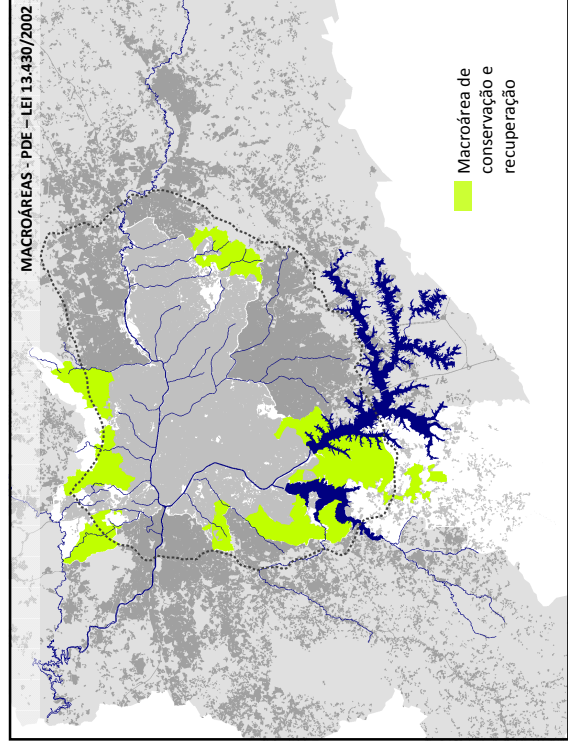 MACROÁREAS - PDE – LEI 13.430/2002
Macroárea de
conservação e
recuperação